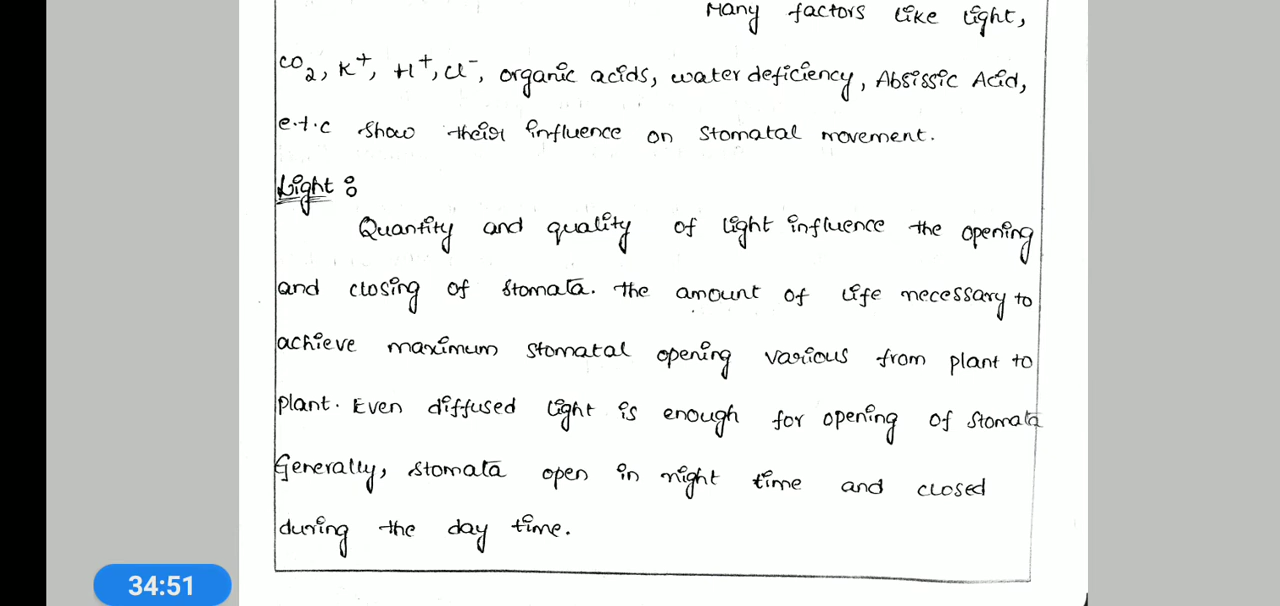 Many factors like light,
CO2, K+, H+, Cl-, organic acids, water deficiency, Absissic Acid,
e.t.c show their influence on stomatal movement.
Light :
Quantity and quality of light influence the opening
and closing of stomata. The amount of life necessary to
achieve maximum stomatal opening various from plant to
plant. Even diffused light is enough for opening of stomata
Generally, stomata open in night time and closed
during the day time.
34:51